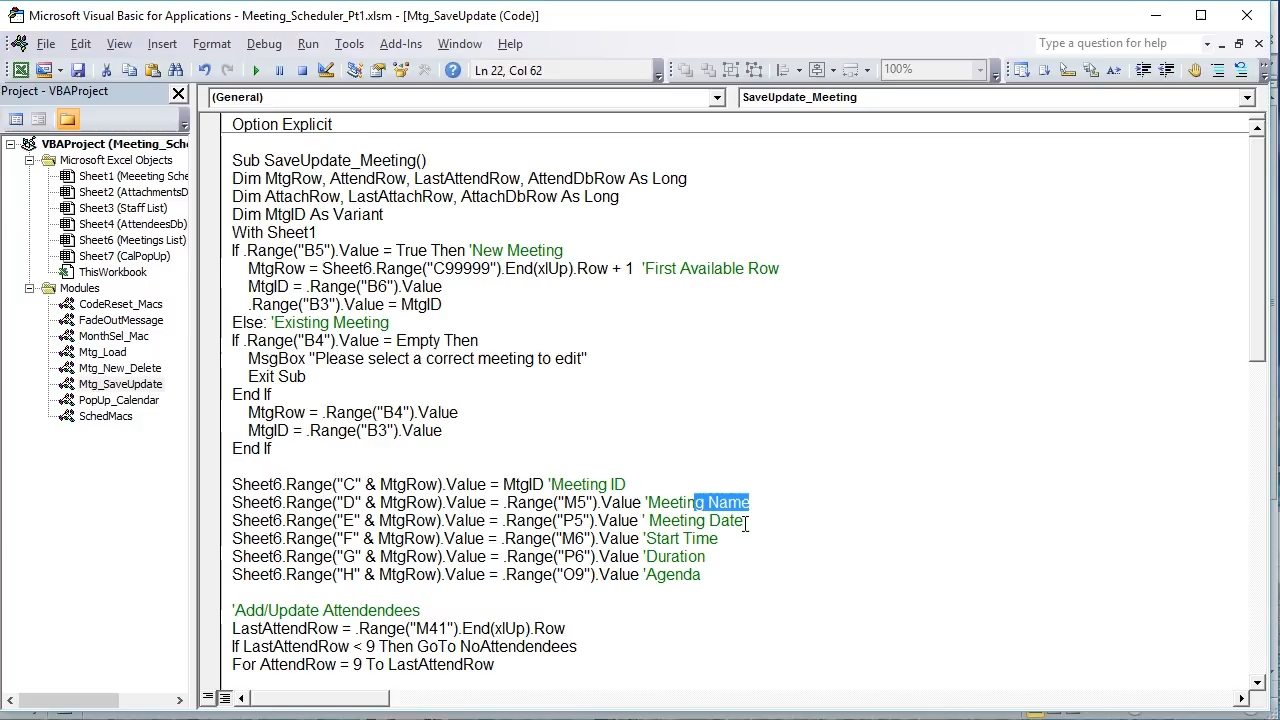 Microsoft Visual Basic for Applications - Meeting_Scheduler_Pt1.xlsm - [Mtg_SaveUpdate (Code)]
File Edit View Insert Format Debug Run Tools Add-Ins Window Help
Type a question for help
Ln 22, Col 62
100%
Project - VBAProject
(General)
SaveUpdate_Meeting
VBAProject (Meeting_Sche
Microsoft Excel Objects
Sheet1 (Meeeting Sche
Sheet2 (AttachmentsD
Sheet3 (Staff List)
Sheet4 (AttendeesDb)
Sheet6 (Meetings List)
Sheet7 (CalPopUp)
ThisWorkbook
Modules
CodeReset_Macs
FadeOutMessage
MonthSel_Mac
Mtg_Load
Mtg_New_Delete
Mtg_SaveUpdate
PopUp_Calendar
SchedMacs
Option Explicit
Sub SaveUpdate_Meeting()
Dim MtgRow, AttendRow, LastAttendRow, AttendDbRow As Long
Dim AttachRow, LastAttachRow, AttachDbRow As Long
Dim MtgID As Variant
With Sheet1
If .Range("B5").Value = True Then 'New Meeting
MtgRow = Sheet6.Range("C99999").End(xlUp).Row + 1 'First Available Row
MtgID = .Range("B6").Value
.Range("B3").Value = MtgID
Else: 'Existing Meeting
If .Range("B4").Value = Empty Then
MsgBox "Please select a correct meeting to edit"
Exit Sub
End If
MtgRow = .Range("B4").Value
MtgID = .Range("B3").Value
End If
Sheet6.Range("C" & MtgRow).Value = MtgID 'Meeting ID
Sheet6.Range("D" & MtgRow).Value = .Range("M5").Value 'Meeting Name
Sheet6.Range("E" & MtgRow).Value = .Range("P5").Value ' Meeting Date
Sheet6.Range("F" & MtgRow).Value = .Range("M6").Value 'Start Time
Sheet6.Range("G" & MtgRow).Value = .Range("P6").Value 'Duration
Sheet6.Range("H" & MtgRow).Value = .Range("O9").Value 'Agenda
'Add/Update Attendendees
LastAttendRow = .Range("M41").End(xlUp).Row
If LastAttendRow < 9 Then GoTo NoAttendendees
For AttendRow = 9 To LastAttendRow